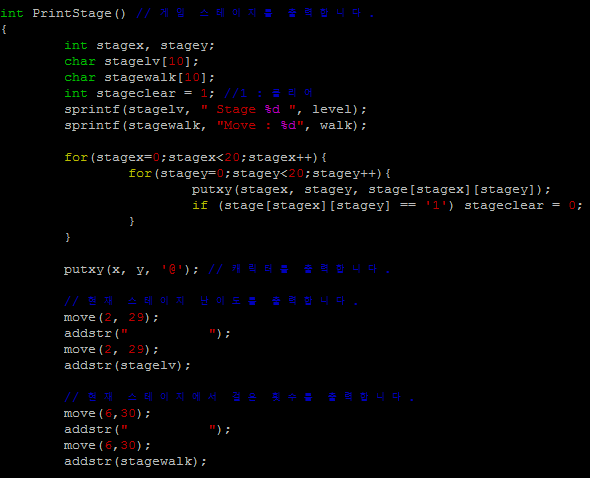 int PrintStage() // 게임 스테이지를 출력합니다.
{
int stagex, stagey;
char stagelv[10];
char stagewalk[10];
int stageclear = 1; //1 : 클리어
sprintf(stagelv, " Stage %d ", level);
sprintf(stagewalk, "Move : %d", walk);
for(stagex=0;stagex<20;stagex++){
for(stagey=0;stagey<20;stagey++){
putxy(stagex, stagey, stage[stagex][stagey]);
if (stage[stagex][stagey] == '1') stageclear = 0;
}
}
putxy(x, y, '@'); // 캐릭터를 출력합니다.
// 현재 스테이지 난이도를 출력합니다.
move(2, 29);
addstr("          ");
move(2, 29);
addstr(stagelv);
// 현재 스테이지에서 걸은 횟수를 출력합니다.
move(6,30);
addstr("          ");
move(6,30);
addstr(stagewalk);